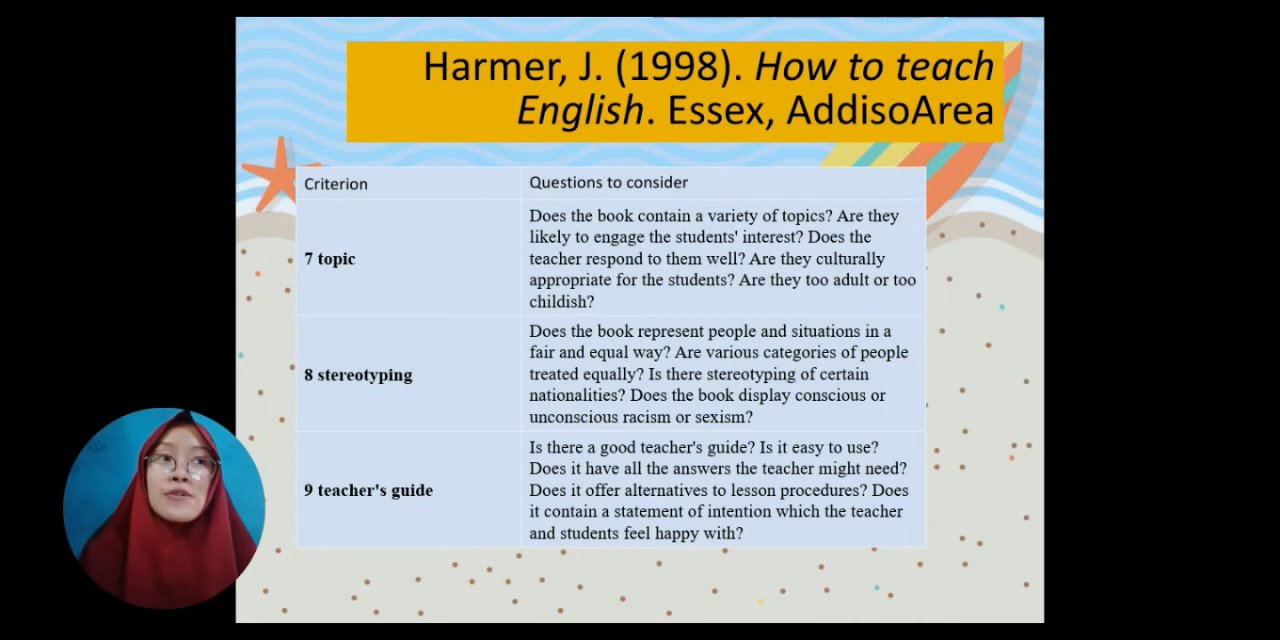 Harmer, J. (1998). How to teach
English. Essex, AddisoArea
Criterion
Questions to consider
7 topic
Does the book contain a variety of topics? Are they
likely to engage the students' interest? Does the
teacher respond to them well? Are they culturally
appropriate for the students? Are they too adult or too
childish?
8 stereotyping
Does the book represent people and situations in a
fair and equal way? Are various categories of people
treated equally? Is there stereotyping of certain
nationalities? Does the book display conscious or
unconscious racism or sexism?
9 teacher's guide
Is there a good teacher's guide? Is it easy to use?
Does it have all the answers the teacher might need?
Does it offer alternatives to lesson procedures? Does
it contain a statement of intention which the teacher
and students feel happy with?